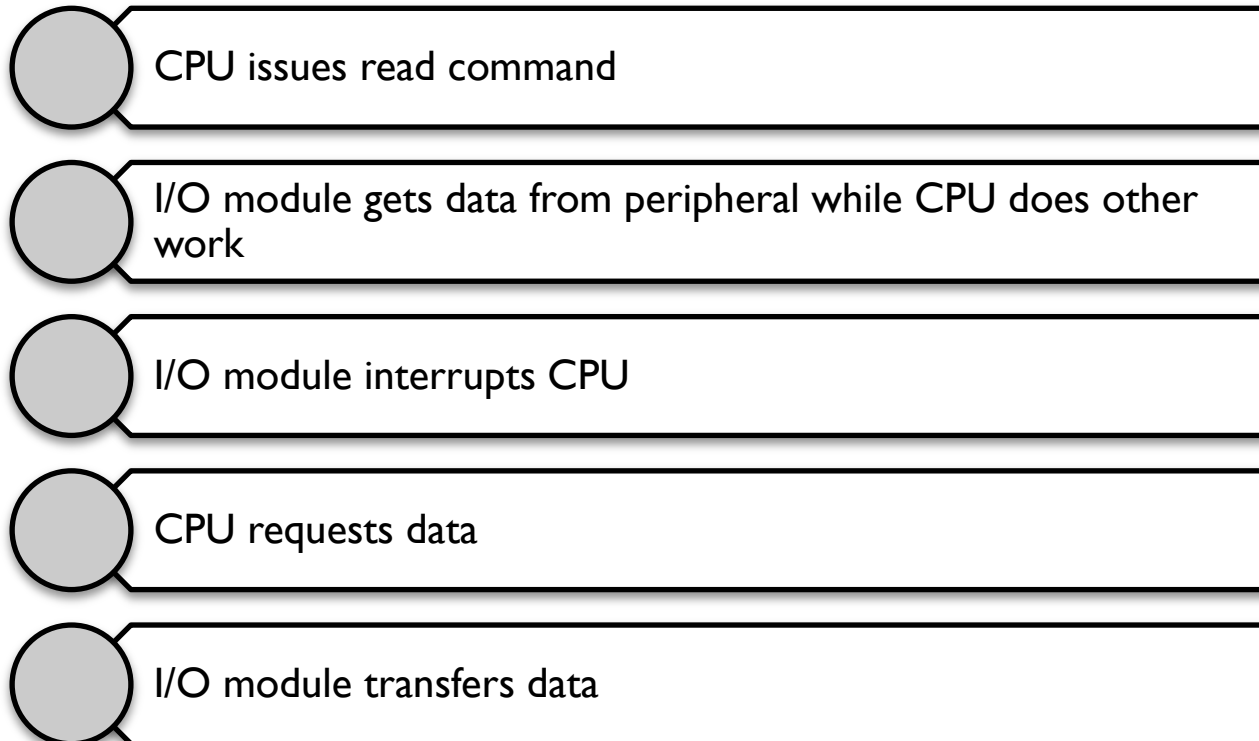 CPU issues read command
I/O module gets data from peripheral while CPU does other
work
I/O module interrupts CPU
CPU requests data
I/O module transfers data